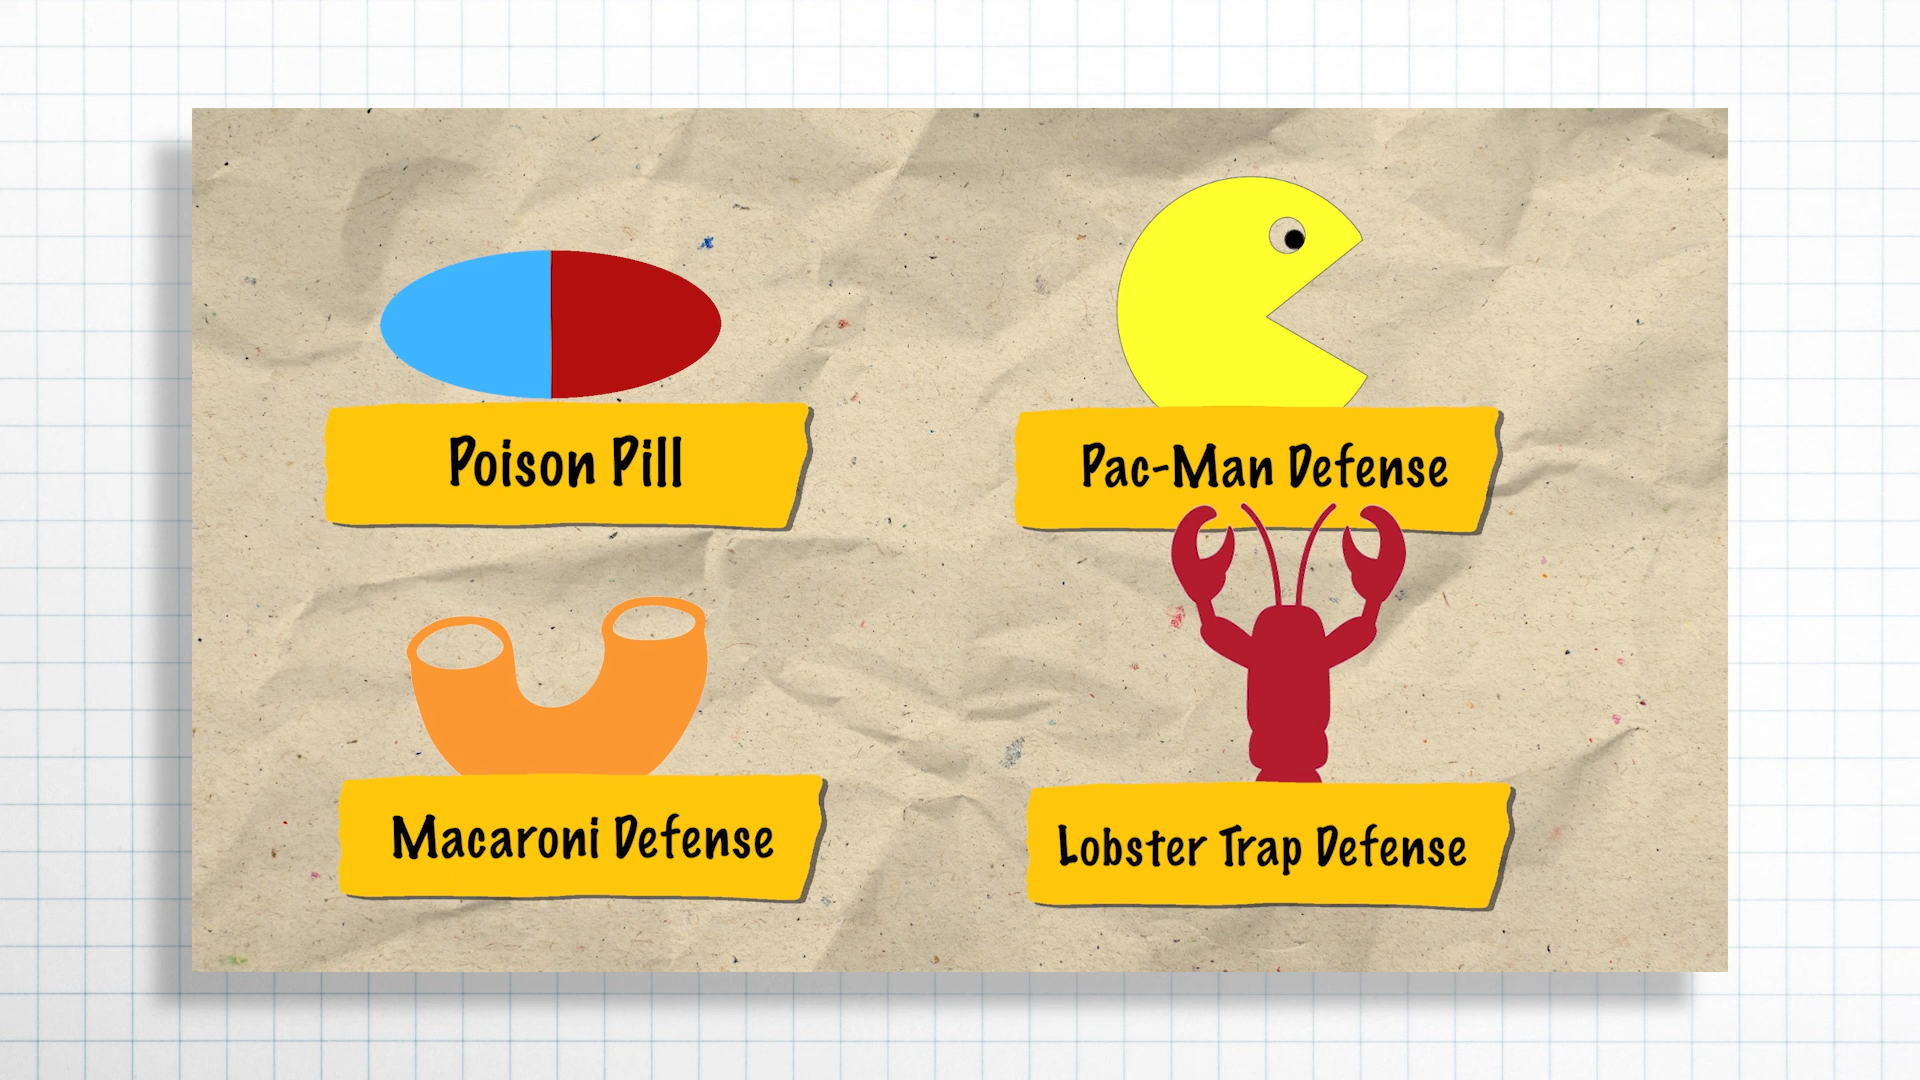 Poison Pill
Pac-Man Defense
Macaroni Defense
Lobster Trap Defense